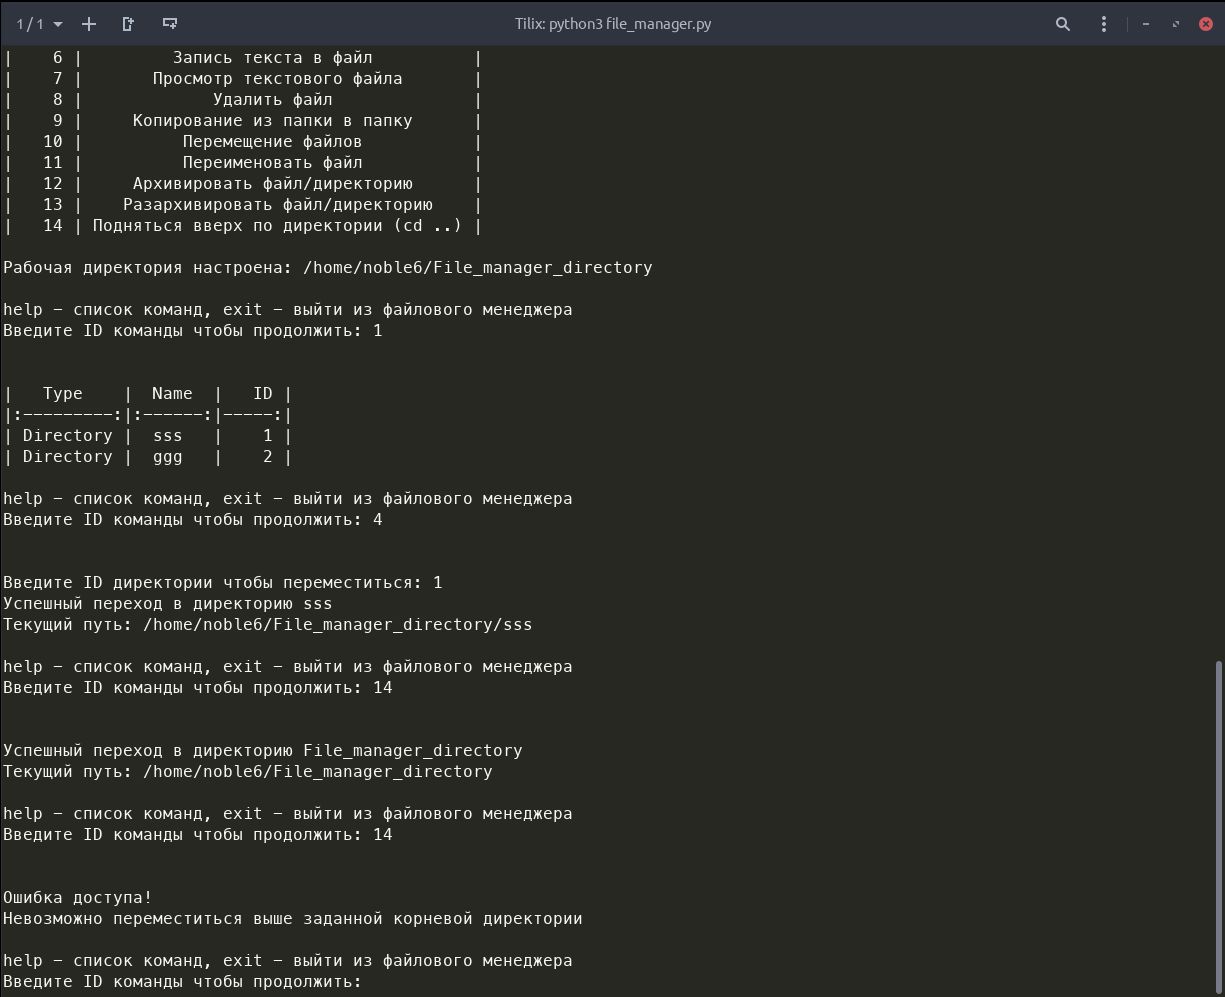 1 / 1 Tilix: python3 file_manager.py
|    6 |         Запись текста в файл          |
|    7 |       Просмотр текстового файла       |
|    8 |             Удалить файл              |
|    9 |     Копирование из папки в папку      |
|   10 |          Перемещение файлов           |
|   11 |          Переименовать файл           |
|   12 |     Архивировать файл/директорию      |
|   13 |    Разархивировать файл/директорию    |
|   14 | Подняться вверх по директории (cd ..) |
Рабочая директория настроена: /home/noble6/File_manager_directory
help - список команд, exit - выйти из файлового менеджера
Введите ID команды чтобы продолжить: 1
|   Type    |  Name  |   ID |
|:---------:|:------:|-----:|
| Directory |  sss   |    1 |
| Directory |  ggg   |    2 |
help - список команд, exit - выйти из файлового менеджера
Введите ID команды чтобы продолжить: 4
Введите ID директории чтобы переместиться: 1
Успешный переход в директорию sss
Текущий путь: /home/noble6/File_manager_directory/sss
help - список команд, exit - выйти из файлового менеджера
Введите ID команды чтобы продолжить: 14
Успешный переход в директорию File_manager_directory
Текущий путь: /home/noble6/File_manager_directory
help - список команд, exit - выйти из файлового менеджера
Введите ID команды чтобы продолжить: 14
Ошибка доступа!
Невозможно переместиться выше заданной корневой директории
help - список команд, exit - выйти из файлового менеджера
Введите ID команды чтобы продолжить: